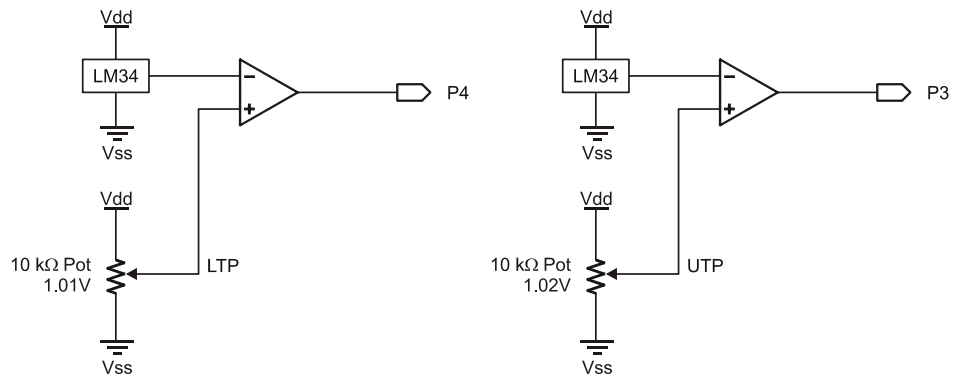 Vdd
LM34
−
+
P4
Vss
Vdd
10 kΩ Pot
1.01V
LTP
Vss
Vdd
LM34
−
+
P3
Vss
Vdd
10 kΩ Pot
1.02V
UTP
Vss